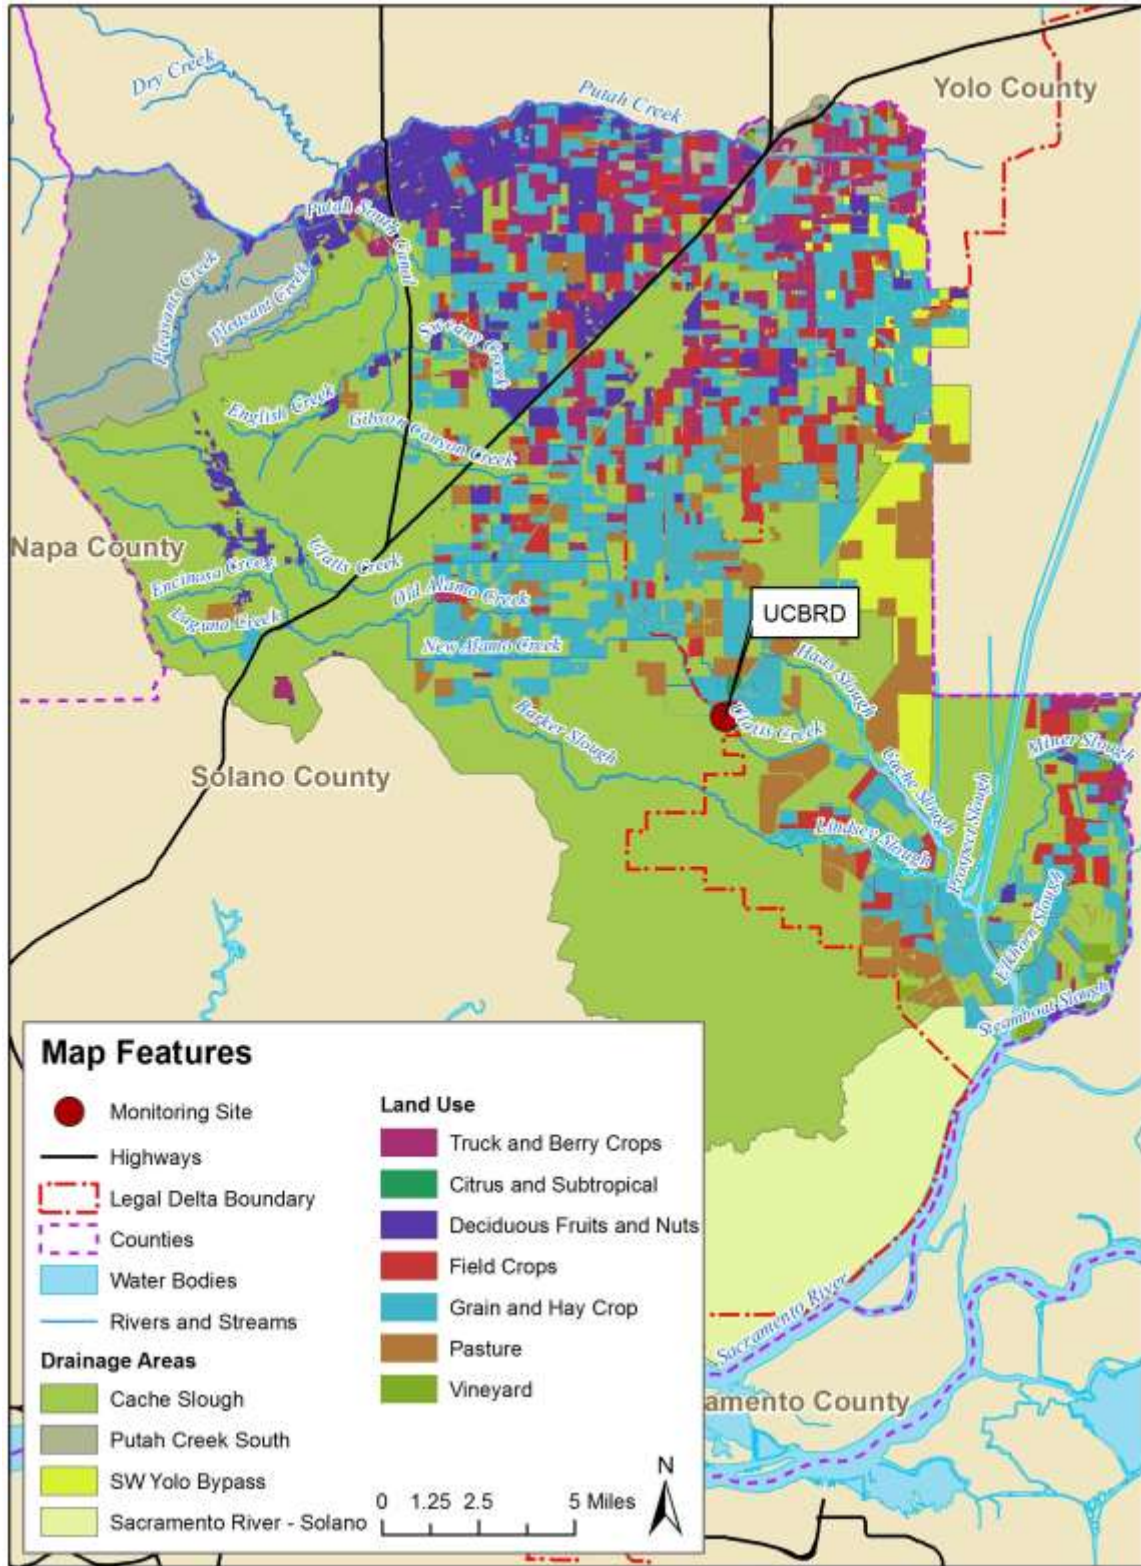 Dry Creek
Putah Creek
Yolo County
Putah South Canal
Pleasants Creek
Pleasant Creek
Sweany Creek
English Creek
Gibson Canyon Creek
Napa County
Ulatis Creek
Encinosa Creek
Old Alamo Creek
Laguna Creek
UCBRD
New Alamo Creek
Hass Slough
Barker Slough
Ulatis Creek
Miner Slough
Solano County
Cache Slough
Prospect Slough
Lindsey Slough
Elkhorn Slough
Steamboat Slough
Map Features
Monitoring Site
Highways
Legal Delta Boundary
Counties
Water Bodies
Rivers and Streams
Drainage Areas
Cache Slough
Putah Creek South
SW Yolo Bypass
Sacramento River - Solano
Land Use
Truck and Berry Crops
Citrus and Subtropical
Deciduous Fruits and Nuts
Field Crops
Grain and Hay Crop
Pasture
Vineyard
0 1.25 2.5 5 Miles
N
Sacramento River
amento County